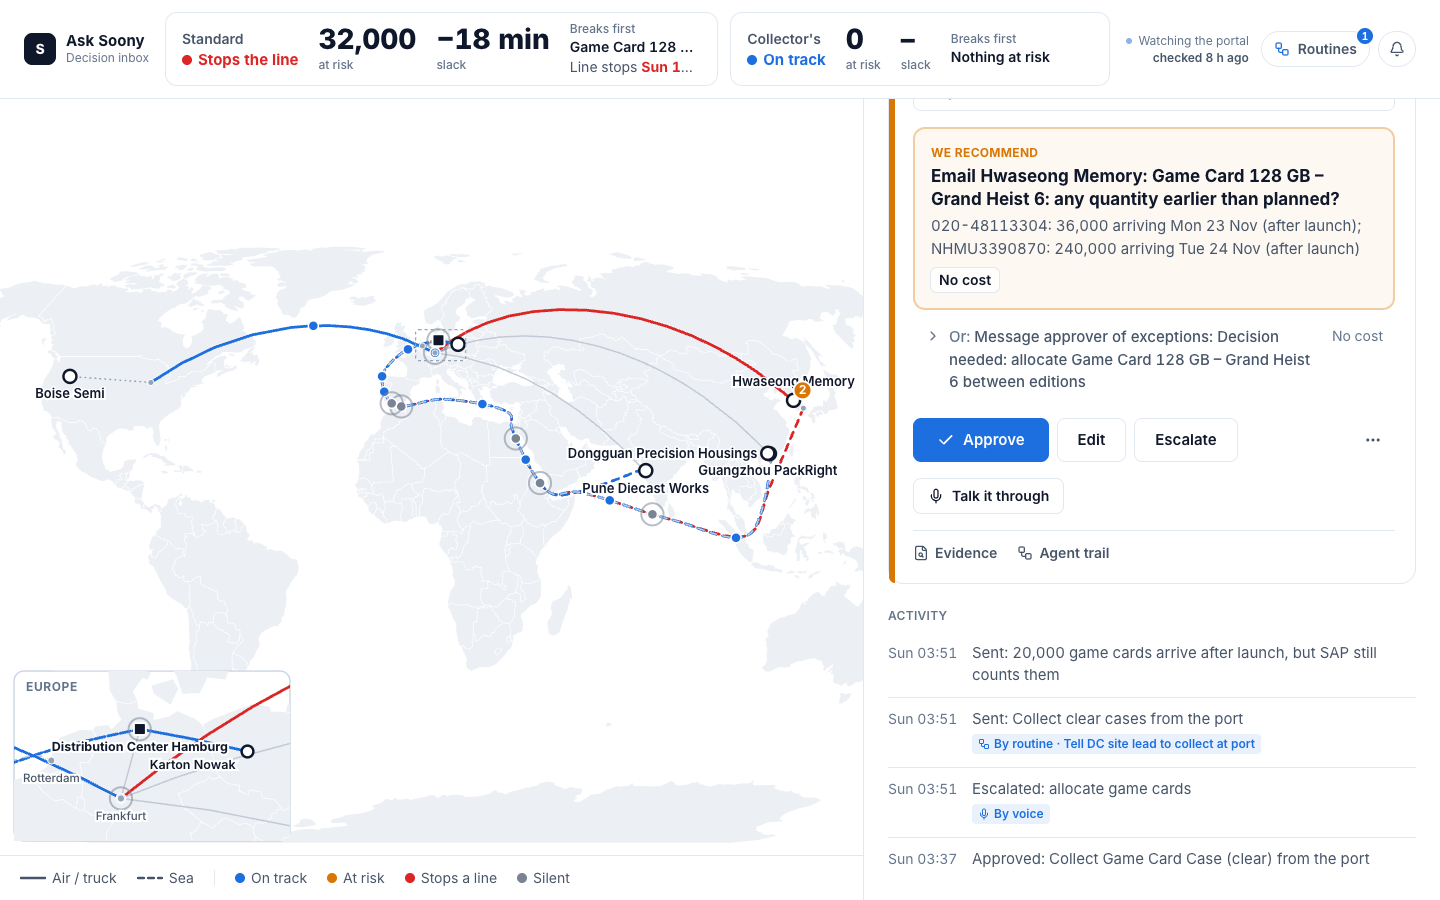 S
Ask Soony
Decision inbox
Standard
Stops the line
32,000
at risk
−18 min
slack
Breaks first
Game Card 128 ...
Line stops Sun 1...
Collector's
On track
0
at risk
–
slack
Breaks first
Nothing at risk
Watching the portal
checked 8 h ago
Routines
1
WE RECOMMEND
Email Hwaseong Memory: Game Card 128 GB –
Grand Heist 6: any quantity earlier than planned?
020-48113304: 36,000 arriving Mon 23 Nov (after launch);
NHMU3390870: 240,000 arriving Tue 24 Nov (after launch)
No cost
Or: Message approver of exceptions: Decision
needed: allocate Game Card 128 GB – Grand Heist
6 between editions
No cost
Approve
Edit
Escalate
Talk it through
Evidence
Agent trail
ACTIVITY
Sun 03:51
Sent: 20,000 game cards arrive after launch, but SAP still
counts them
Sun 03:51
Sent: Collect clear cases from the port
By routine · Tell DC site lead to collect at port
Sun 03:51
Escalated: allocate game cards
By voice
Sun 03:37
Approved: Collect Game Card Case (clear) from the port
Boise Semi
Hwaseong Memory
2
Dongguan Precision Housings
Guangzhou PackRight
Pune Diecast Works
EUROPE
Distribution Center Hamburg
Karton Nowak
Rotterdam
Frankfurt
Air / truck
Sea
On track
At risk
Stops a line
Silent